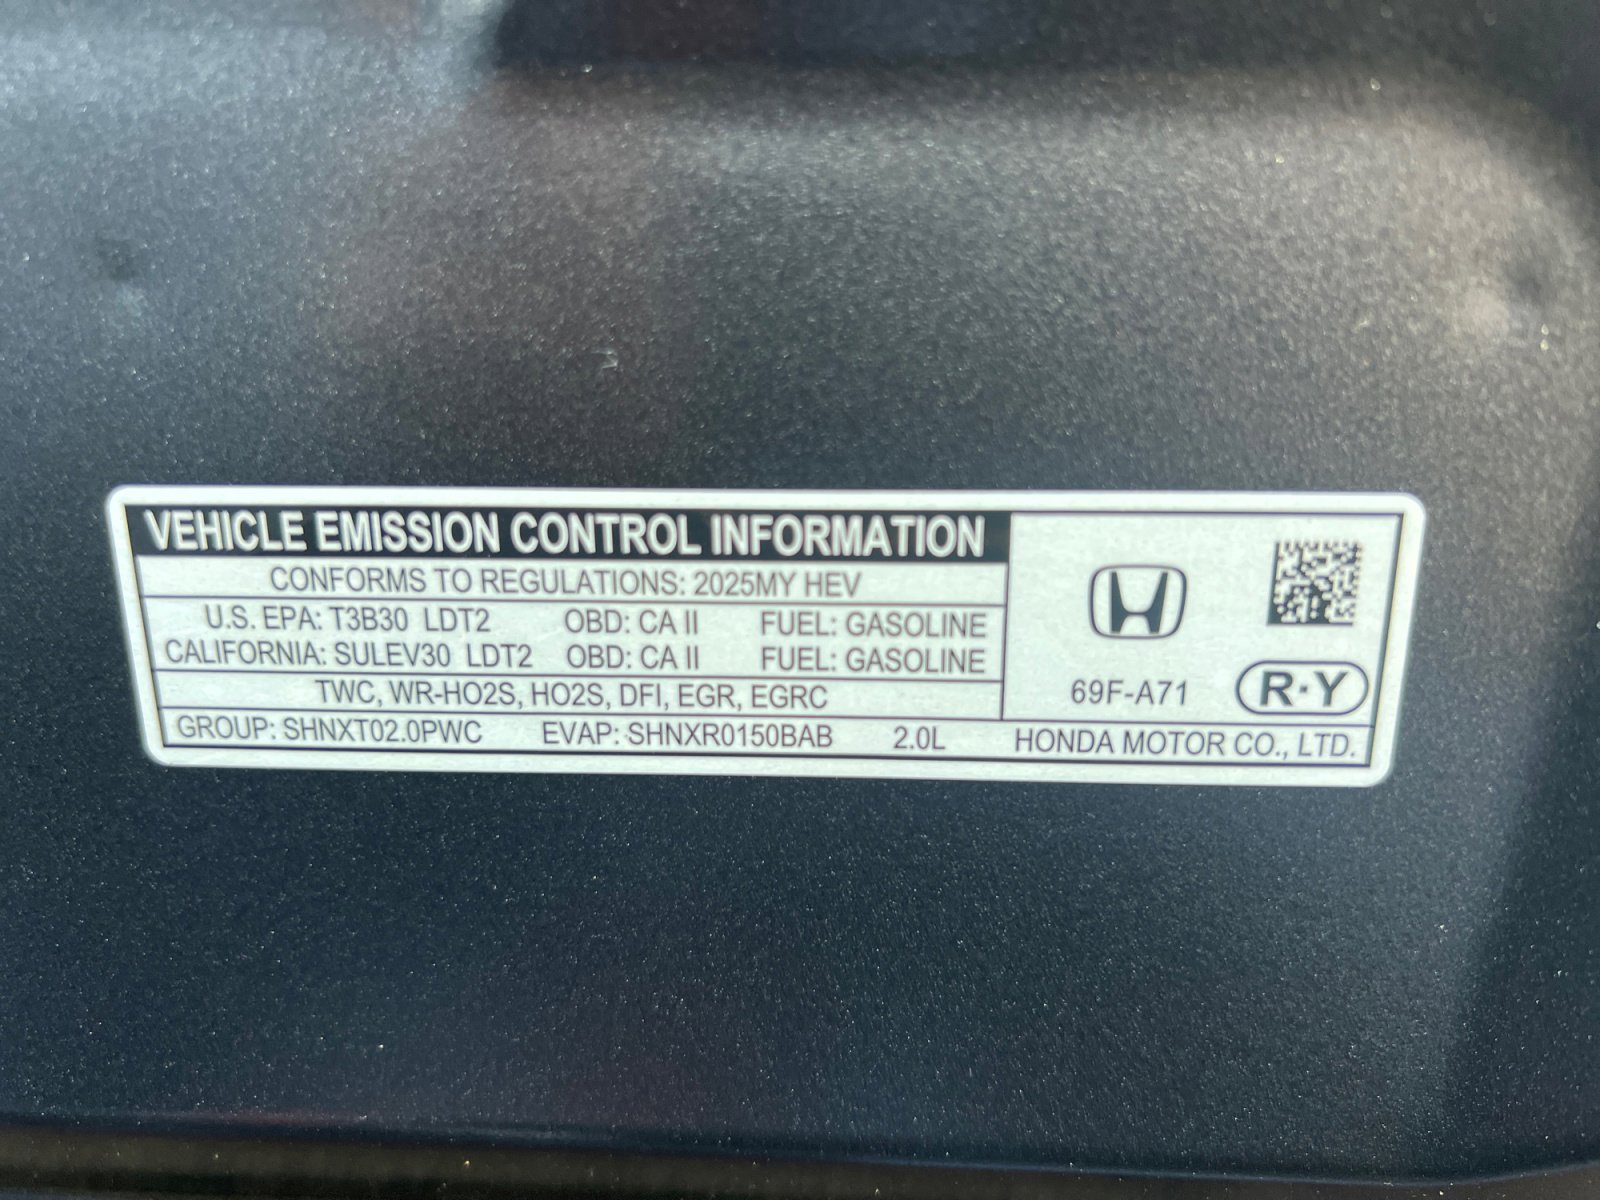 VEHICLE EMISSION CONTROL INFORMATION
CONFORMS TO REGULATIONS: 2025MY HEV
U.S. EPA: T3B30 LDT2 OBD: CA II FUEL: GASOLINE
CALIFORNIA: SULEV30 LDT2 OBD: CA II FUEL: GASOLINE
TWC, WR-HO2S, HO2S, DFI, EGR, EGRC
69F-A71 R·Y
GROUP: SHNXT02.0PWC EVAP: SHNXR0150BAB 2.0L HONDA MOTOR CO., LTD.